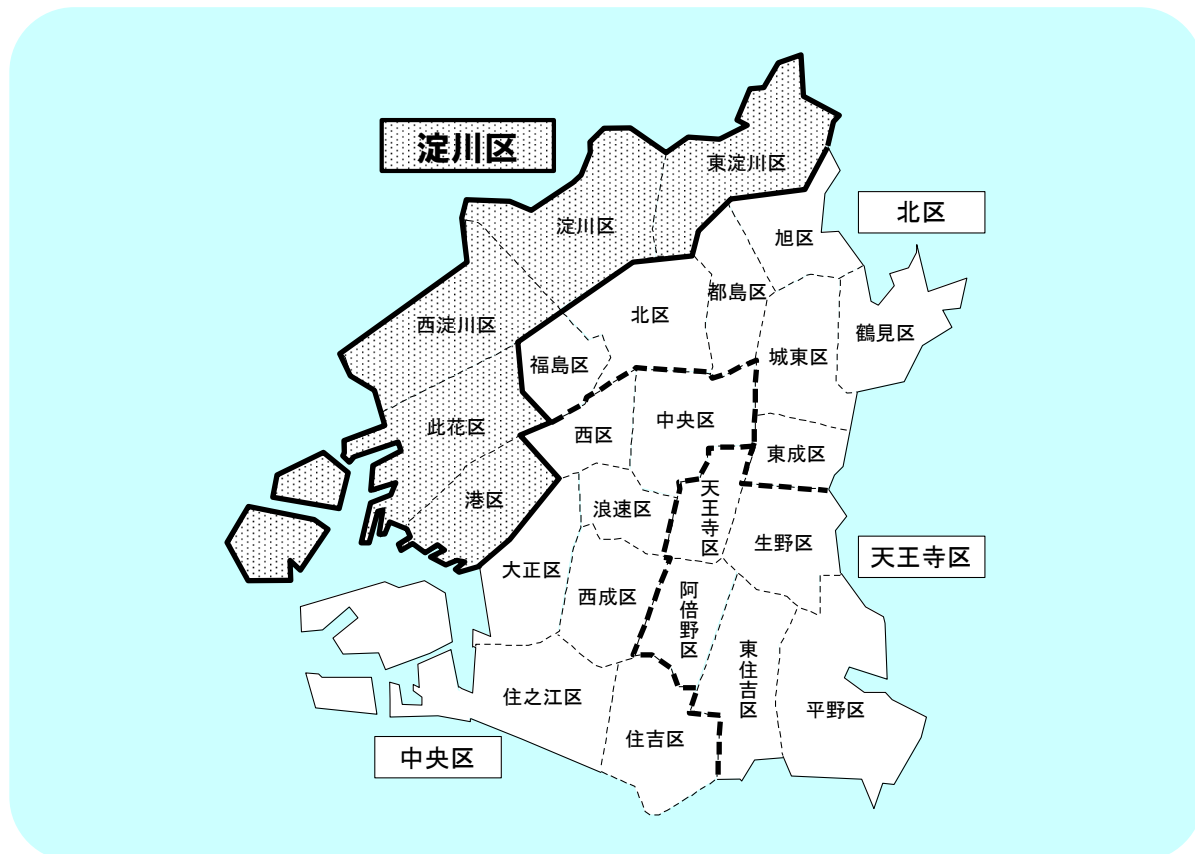 淀川区
東淀川区
北区
淀川区
旭区
都島区
北区
西淀川区
鶴見区
城東区
福島区
中央区
此花区
西区
東成区
港区
天王寺区
浪速区
生野区
天王寺区
大正区
西成区
阿倍野区
東住吉区
住之江区
平野区
住吉区
中央区